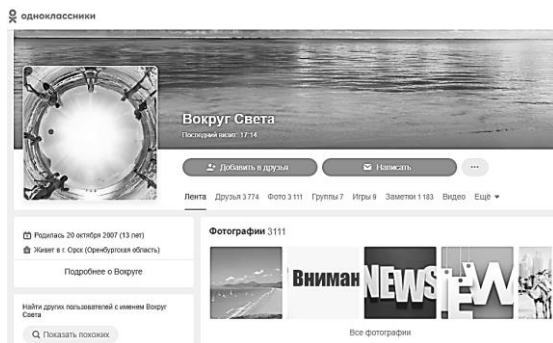 одноклассники
Вокруг Света
Последний визит: 17:14
Добавить в друзья
Написать
Лента Друзья 3 774 Фото 3 111 Группы 7 Игры 9 Заметки 1 183 Видео Ещё
Родилась 20 октября 2007 (13 лет)
Живет в г. Орск (Оренбургская область)
Подробнее о Вокруге
Найти других пользователей с именем Вокруг
Света
Показать похожих
Фотографии 3111
Вниман
NEWS
Все фотографии